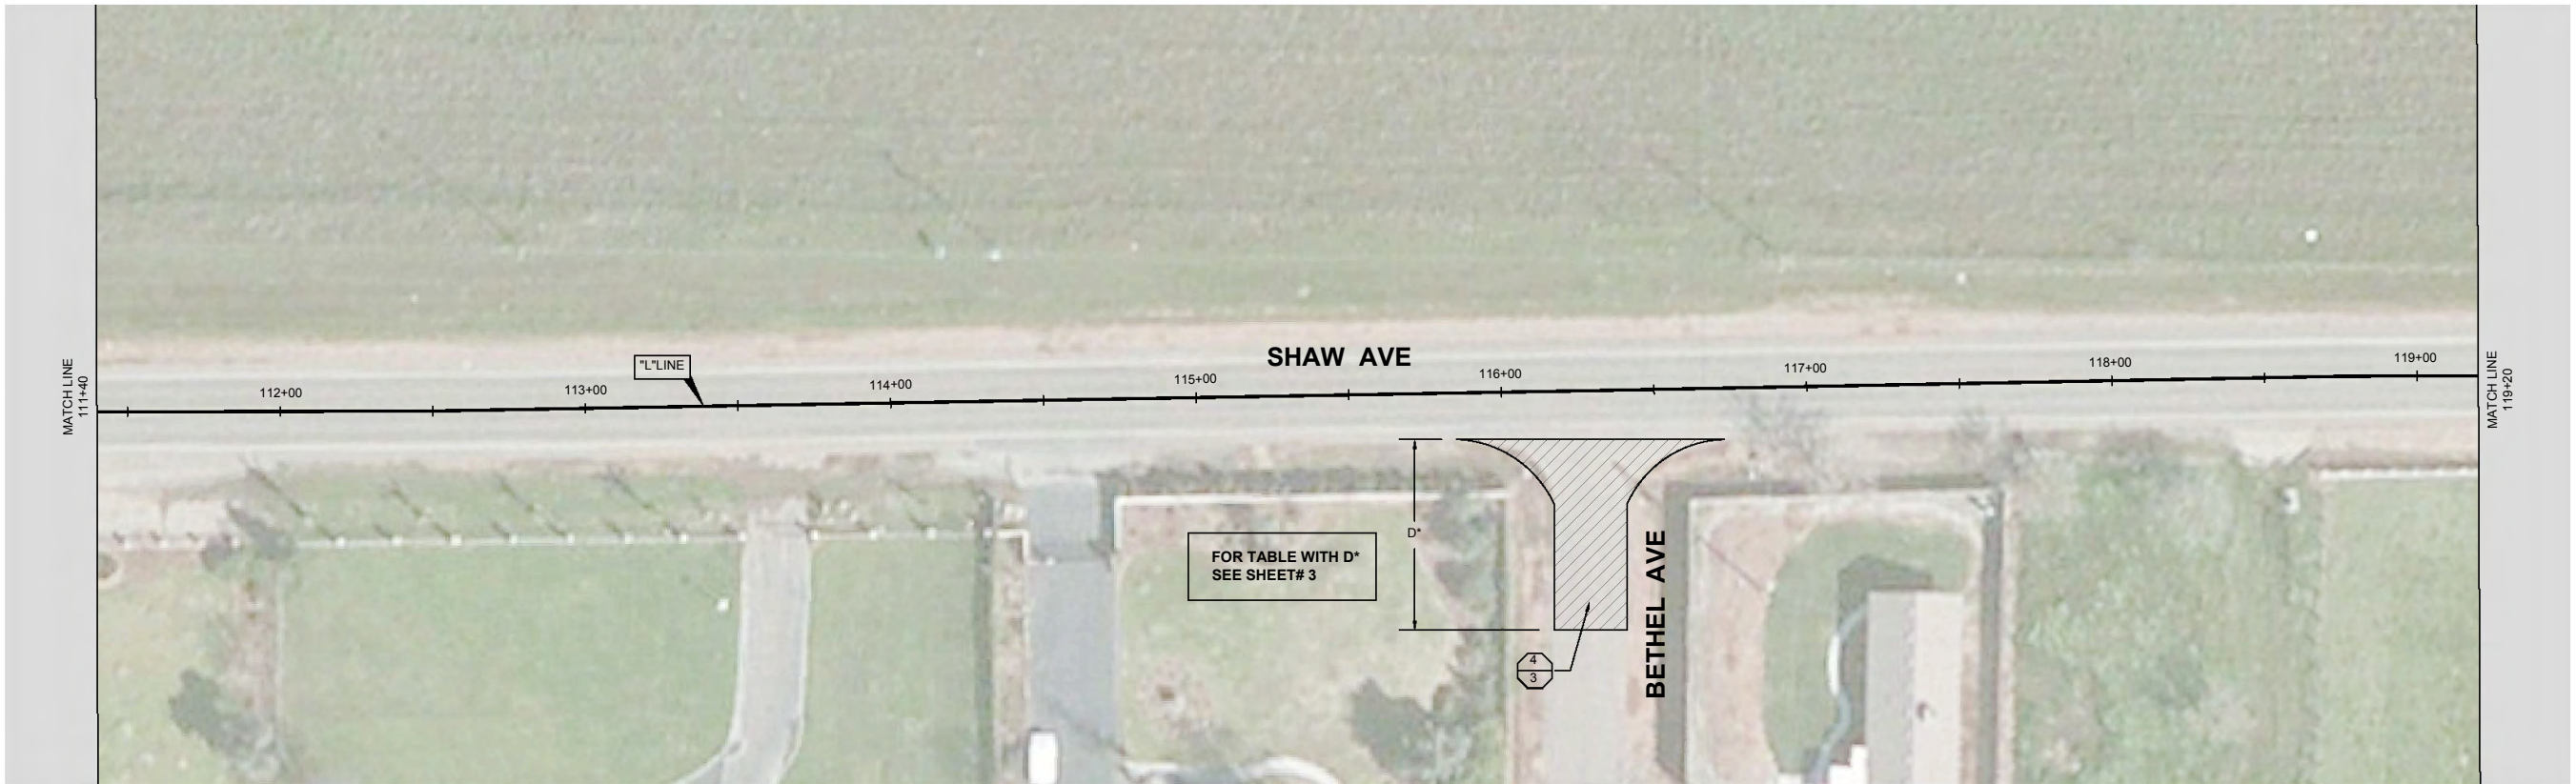 MATCH LINE
111+40
112+00
113+00
"L"LINE
114+00
115+00
SHAW AVE
116+00
117+00
118+00
119+00
MATCH LINE
119+20
D*
FOR TABLE WITH D*
SEE SHEET# 3
BETHEL AVE
4
3